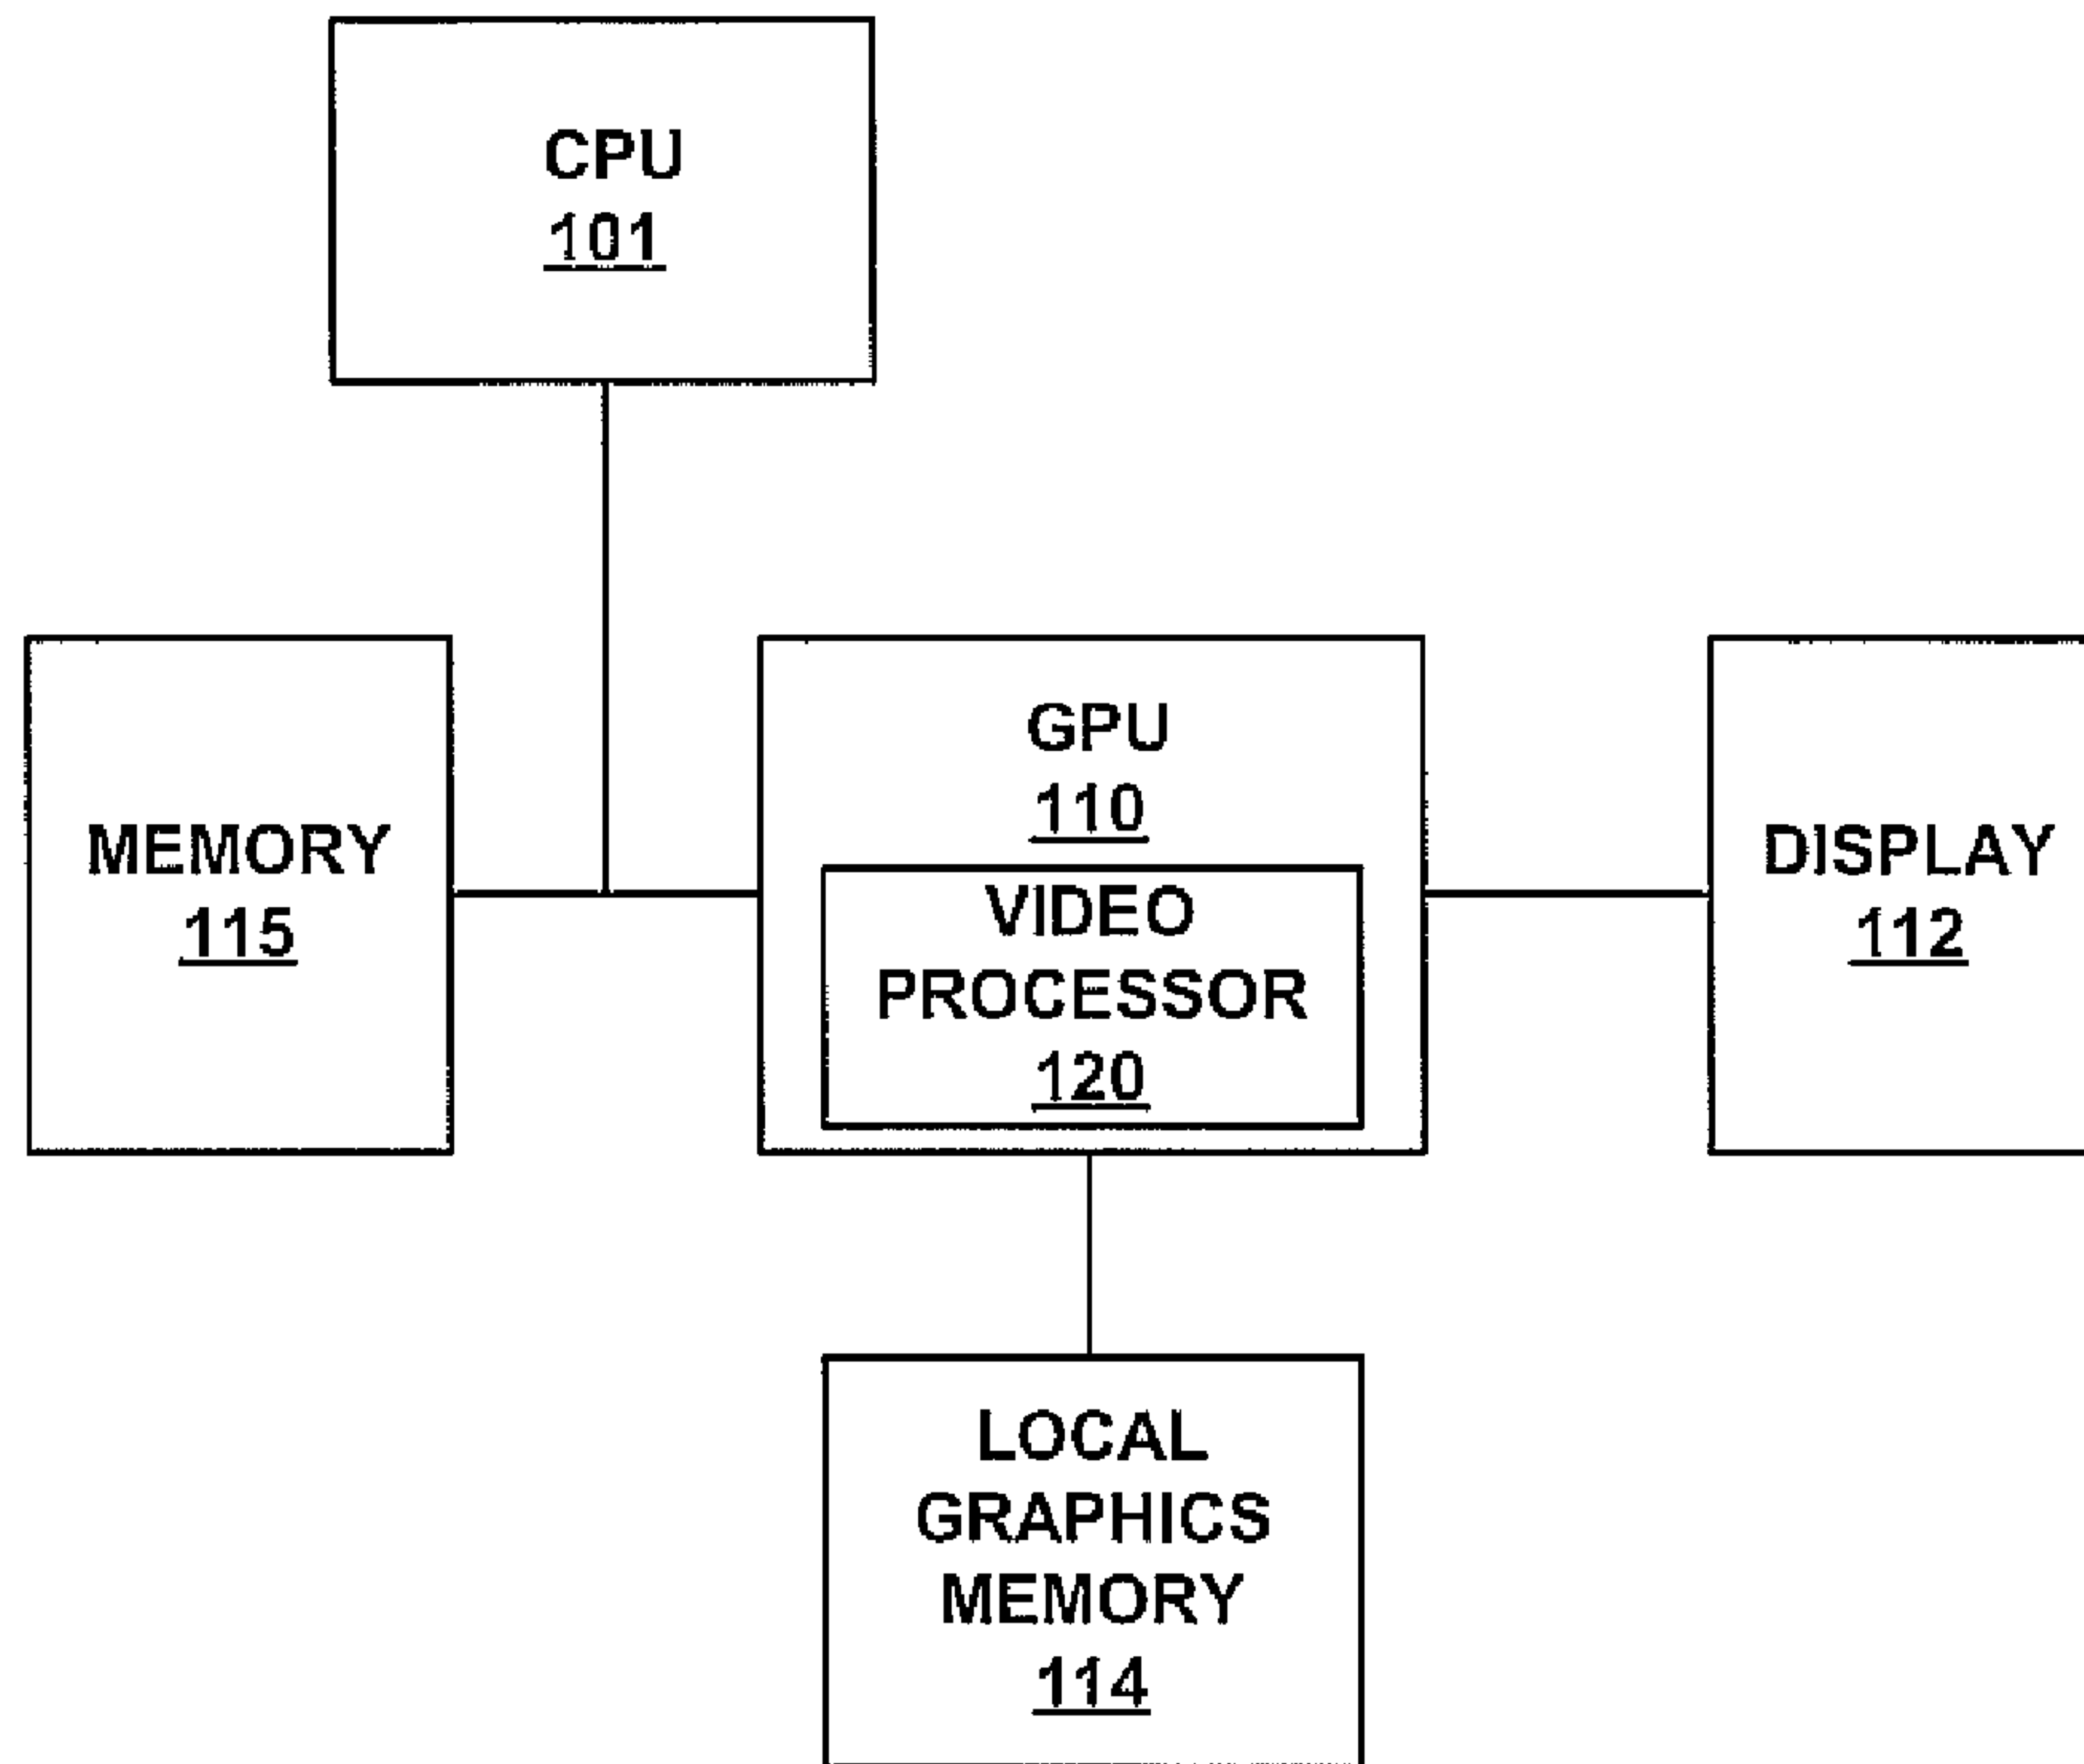 CPU
101
MEMORY
115
GPU
110
VIDEO
PROCESSOR
120
DISPLAY
112
LOCAL
GRAPHICS
MEMORY
114